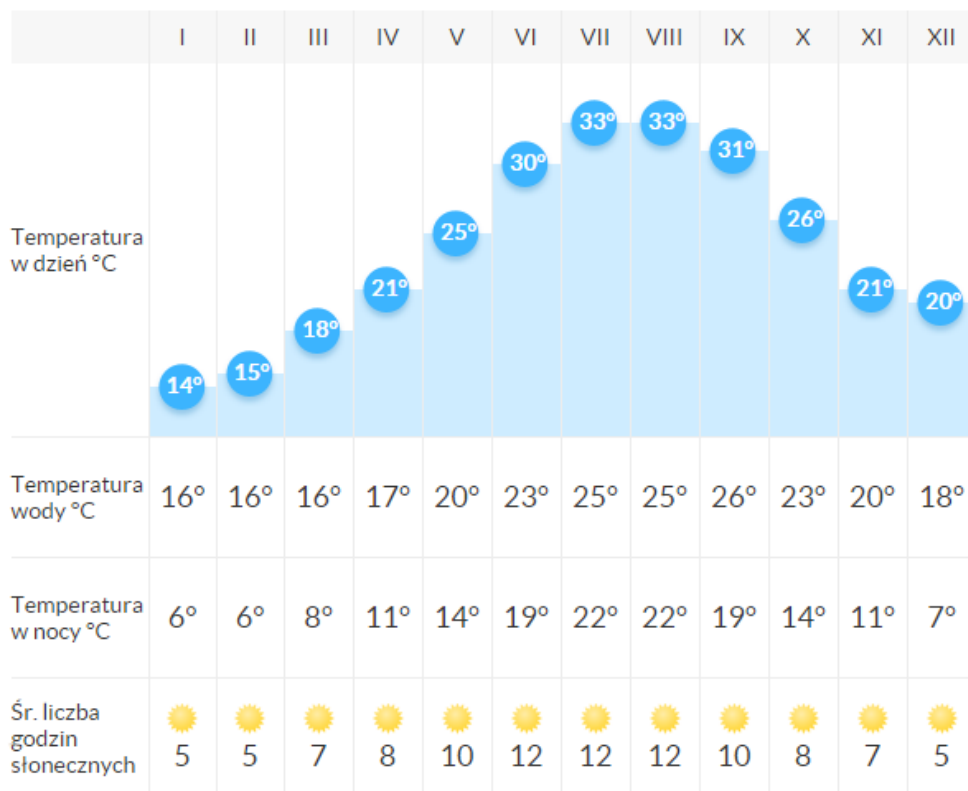 I II III IV V VI VII VIII IX X XI XII
Temperatura
w dzień °C
14° 15° 18° 21° 25° 30° 33° 33° 31° 26° 21° 20°
Temperatura
wody °C
16° 16° 16° 17° 20° 23° 25° 25° 26° 23° 20° 18°
Temperatura
w nocy °C
6° 6° 8° 11° 14° 19° 22° 22° 19° 14° 11° 7°
Śr. liczba
godzin
słonecznych
5 5 7 8 10 12 12 12 10 8 7 5